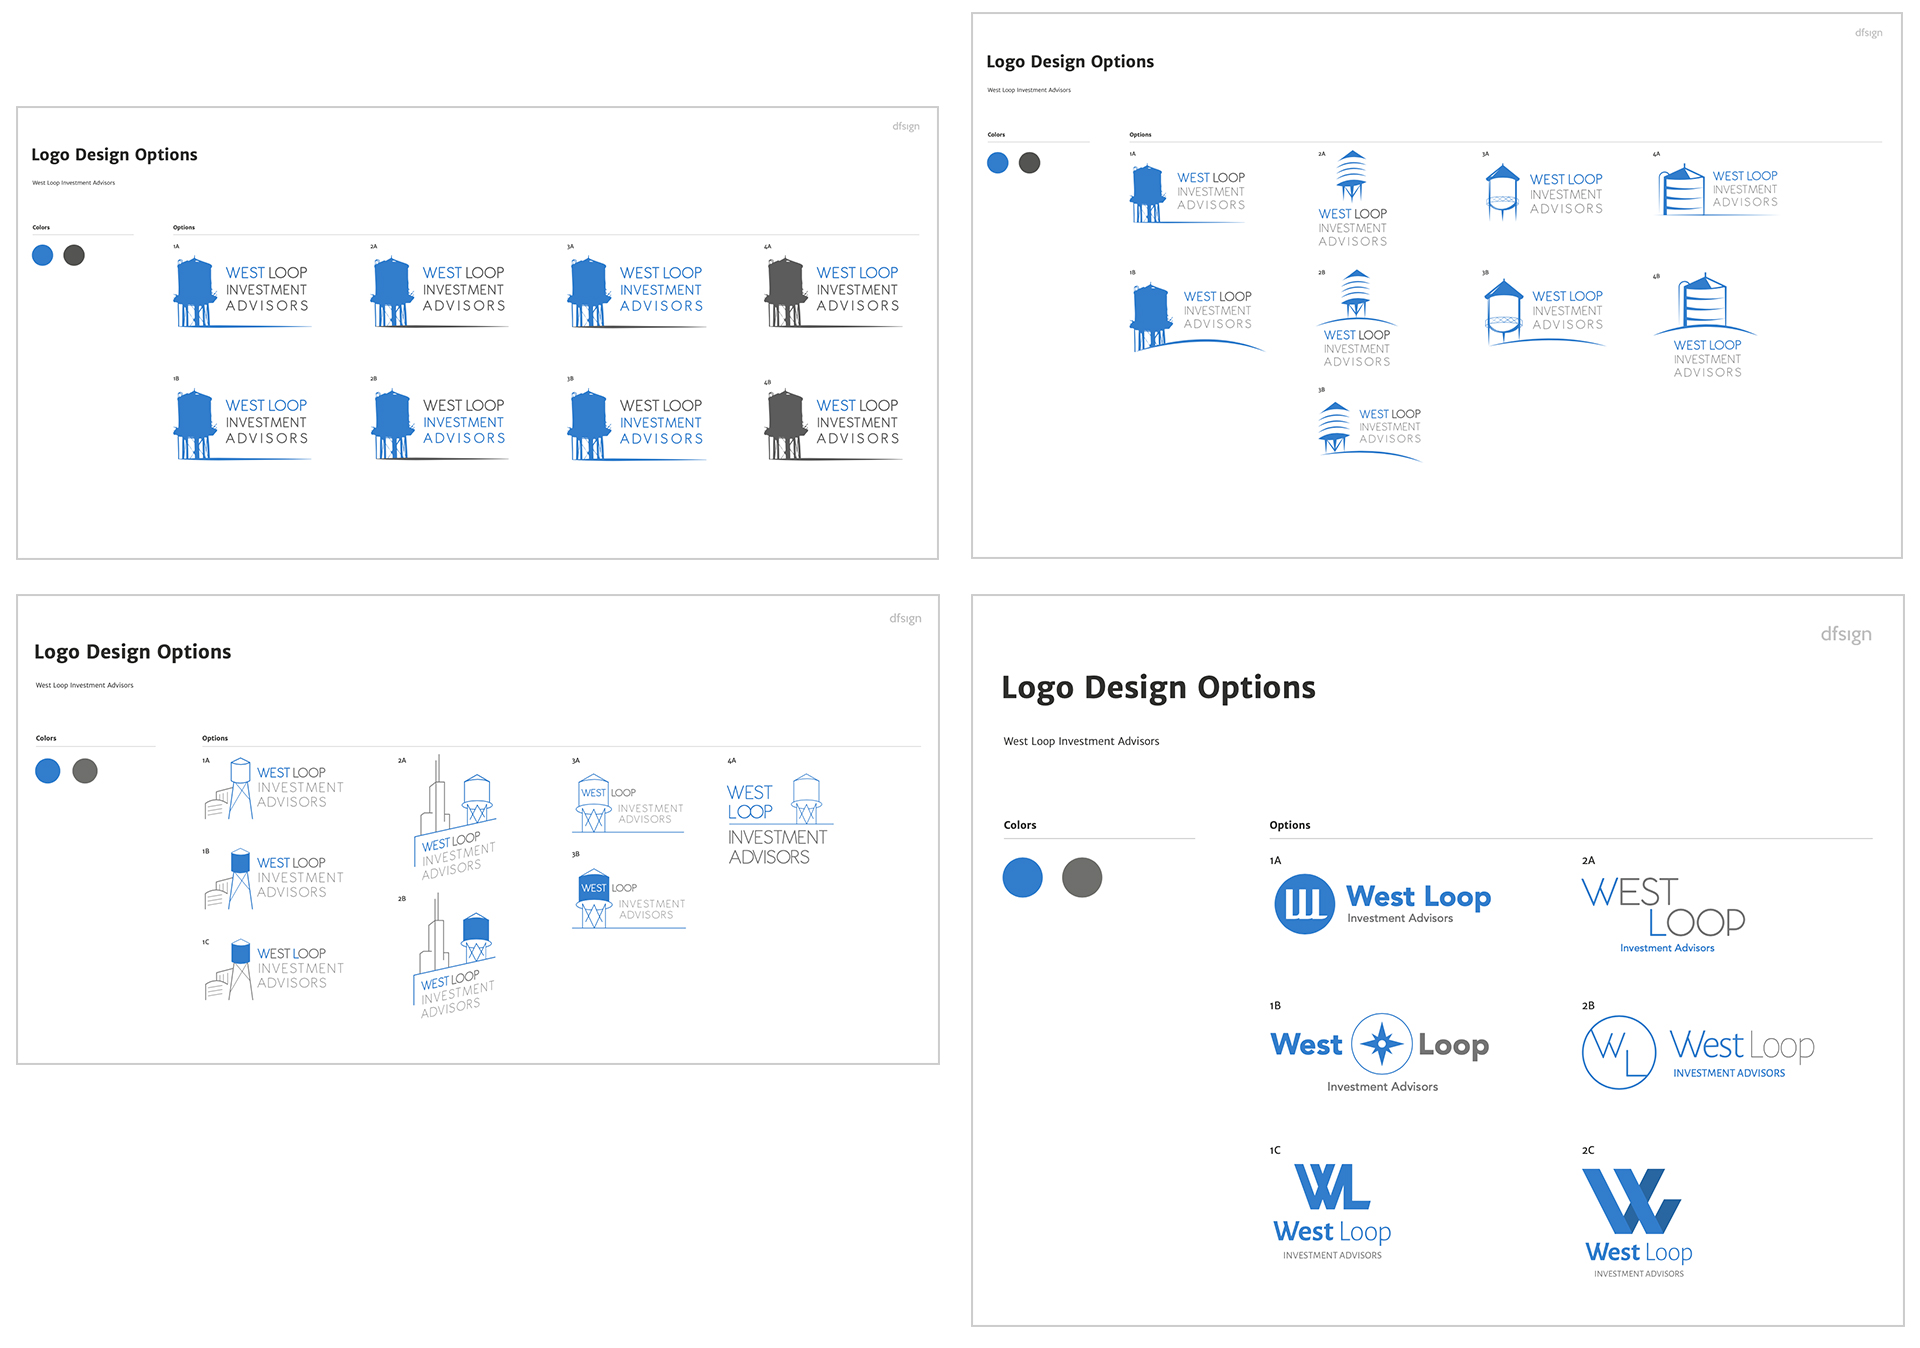 dfsign
Logo Design Options
West Loop Investment Advisors
Colors
Options
1A
WEST LOOP
INVESTMENT
ADVISORS
2A
WEST LOOP
INVESTMENT
ADVISORS
3A
WEST LOOP
INVESTMENT
ADVISORS
4A
WEST LOOP
INVESTMENT
ADVISORS
1B
WEST LOOP
INVESTMENT
ADVISORS
2B
WEST LOOP
INVESTMENT
ADVISORS
3B
WEST LOOP
INVESTMENT
ADVISORS
4B
WEST LOOP
INVESTMENT
ADVISORS
dfsign
Logo Design Options
West Loop Investment Advisors
Colors
Options
1A
WEST LOOP
INVESTMENT
ADVISORS
2A
WEST LOOP
INVESTMENT
ADVISORS
3A
WEST LOOP
INVESTMENT
ADVISORS
4A
WEST LOOP
INVESTMENT
ADVISORS
1B
WEST LOOP
INVESTMENT
ADVISORS
2B
WEST LOOP
INVESTMENT
ADVISORS
3B
WEST LOOP
INVESTMENT
ADVISORS
4B
WEST LOOP
INVESTMENT
ADVISORS
3B
WEST LOOP
INVESTMENT
ADVISORS
dfsign
Logo Design Options
West Loop Investment Advisors
Colors
Options
1A
WEST LOOP
INVESTMENT
ADVISORS
1B
WEST LOOP
INVESTMENT
ADVISORS
1C
WEST LOOP
INVESTMENT
ADVISORS
2A
WEST LOOP
INVESTMENT
ADVISORS
2B
WEST LOOP
INVESTMENT
ADVISORS
3A
WEST LOOP
INVESTMENT
ADVISORS
3B
WEST LOOP
INVESTMENT
ADVISORS
4A
WEST
LOOP
INVESTMENT
ADVISORS
dfsign
Logo Design Options
West Loop Investment Advisors
Colors
Options
1A
WL
West Loop
Investment Advisors
2A
WEST
LOOP
Investment Advisors
1B
West Loop
Investment Advisors
2B
WL
West Loop
INVESTMENT ADVISORS
1C
WL
West Loop
INVESTMENT ADVISORS
2C
WL
West Loop
INVESTMENT ADVISORS